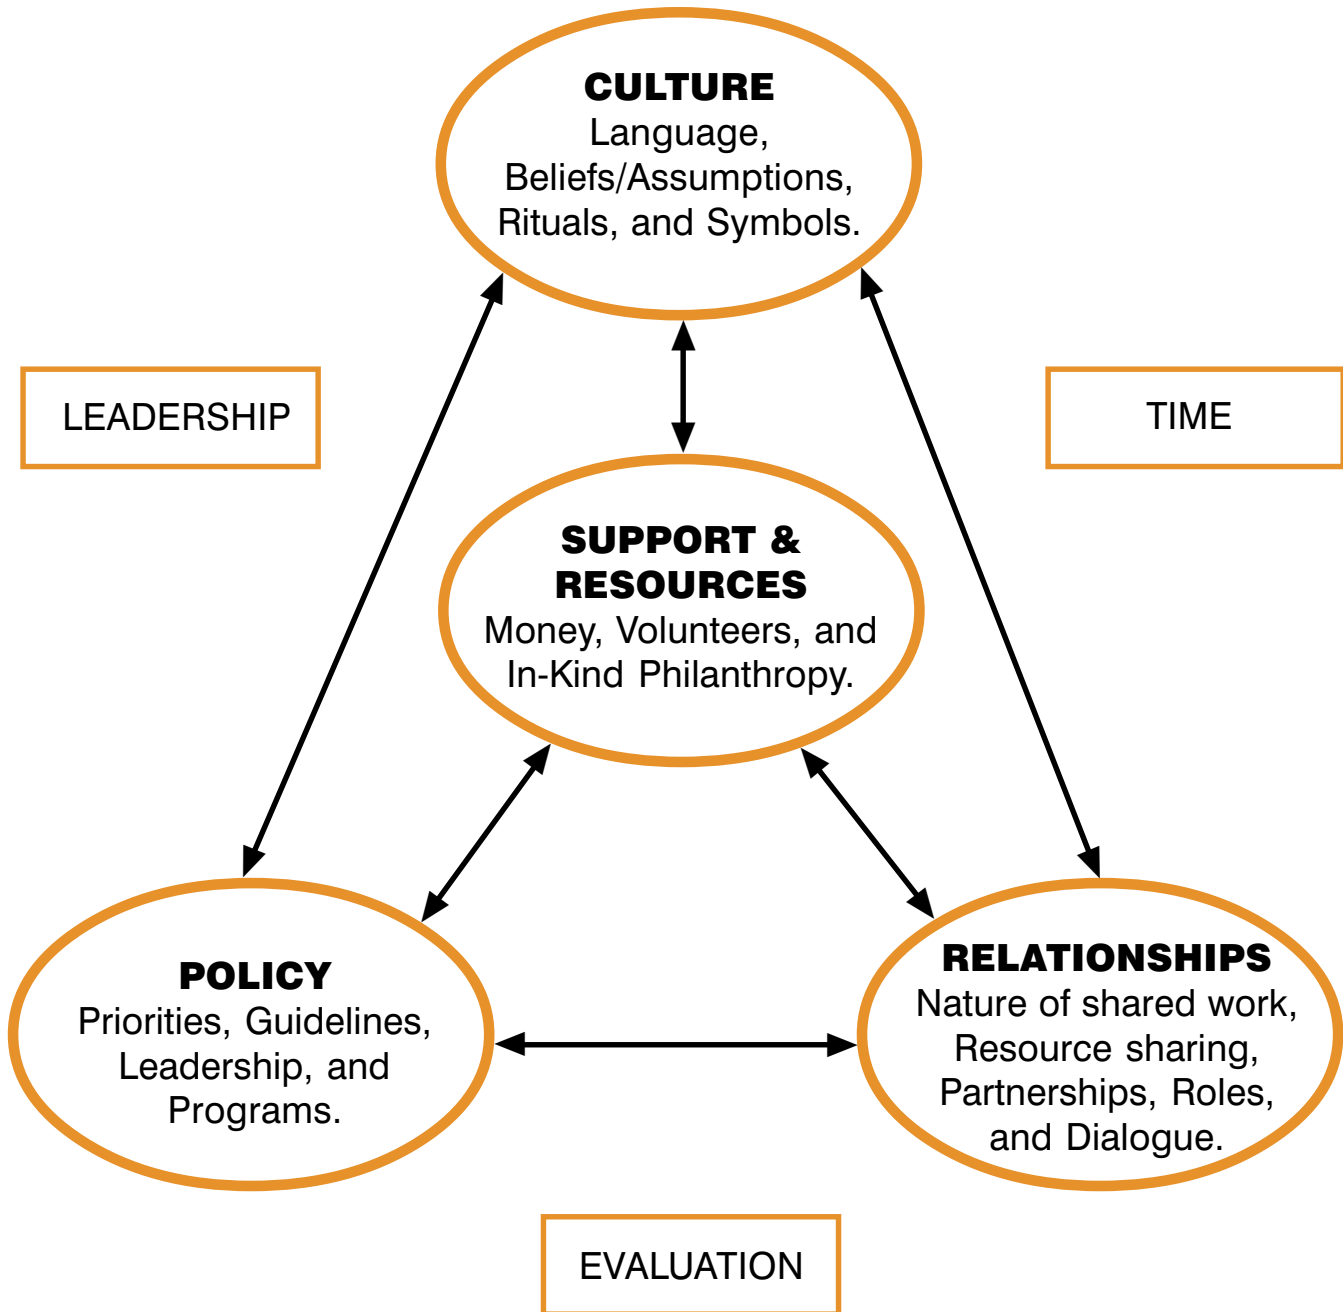 CULTURE
Language,
Beliefs/Assumptions,
Rituals, and Symbols.
LEADERSHIP
TIME
SUPPORT &
RESOURCES
Money, Volunteers, and
In-Kind Philanthropy.
POLICY
Priorities, Guidelines,
Leadership, and
Programs.
RELATIONSHIPS
Nature of shared work,
Resource sharing,
Partnerships, Roles,
and Dialogue.
EVALUATION